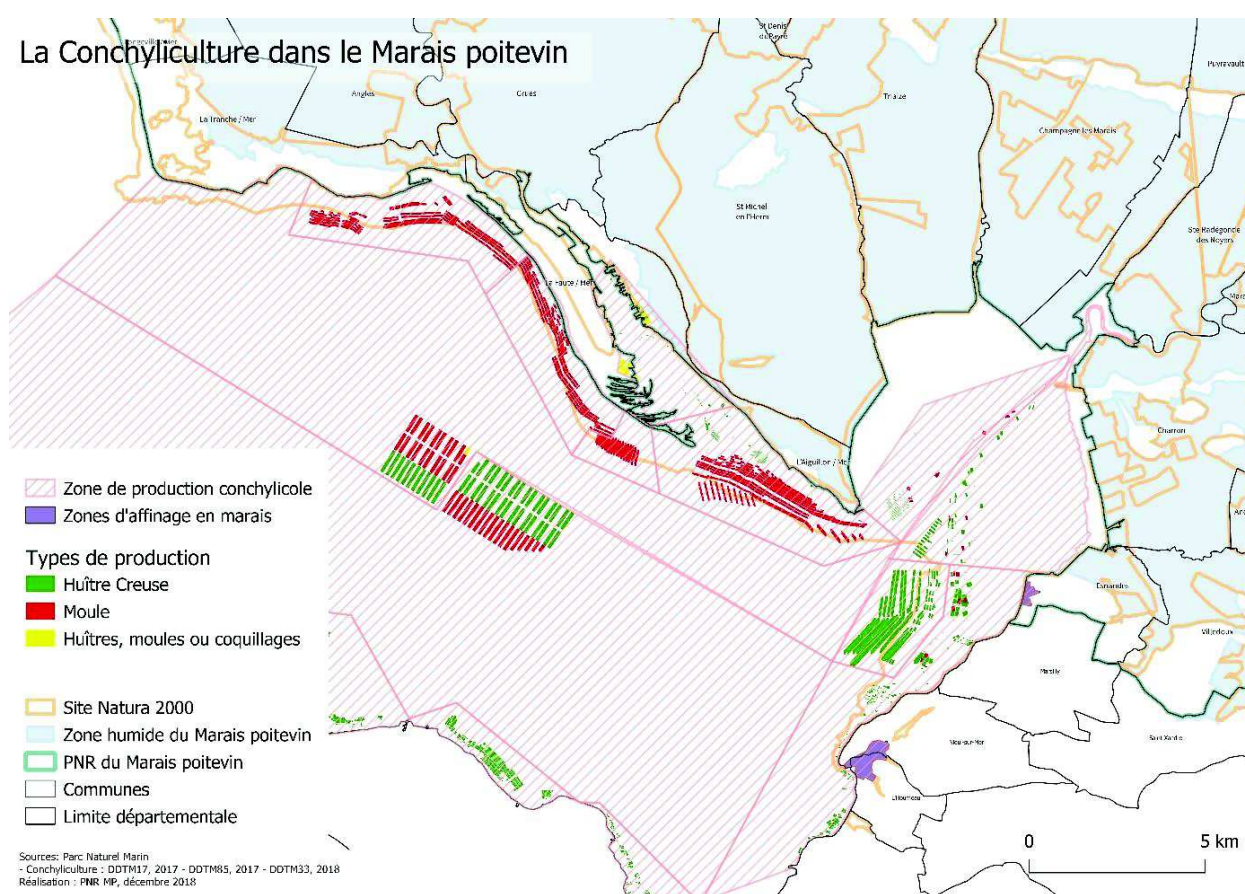 La Conchyliculture dans le Marais poitevin
St Denis
du Payré
Puyravault
Angles
Grues
Triaize
La Tranche / Mer
Champagne les Marais
St Michel
en l'Herm
Ste Radégonde
des Noyers
La Faute / Mer
Charron
L'Aiguillon / Mer
Esnandes
Villedoux
Marsilly
Nieul-sur-Mer
Saint Xandre
L'Houmeau
Zone de production conchylicole
Zones d'affinage en marais
Types de production
Huître Creuse
Moule
Huîtres, moules ou coquillages
Site Natura 2000
Zone humide du Marais poitevin
PNR du Marais poitevin
Communes
Limite départementale
0 5 km
Sources: Parc Naturel Marin
- Conchyliculture : DDTM17, 2017 - DDTM85, 2017 - DDTM33, 2018
Réalisation : PNR MP, décembre 2018